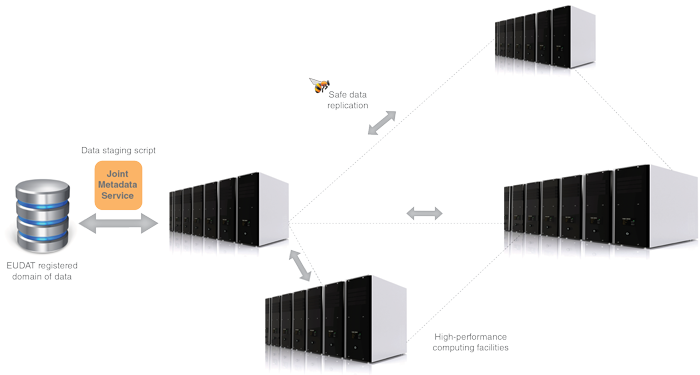 Safe data
replication
Data staging script
Joint
Metadata
Service
EUDAT registered
domain of data
High-performance
computing facilities